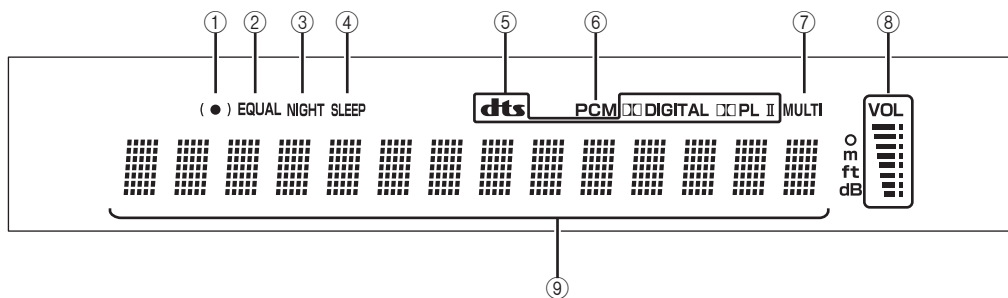 ① ② ③ ④ ⑤ ⑥ ⑦ ⑧
(●) EQUAL NIGHT SLEEP dts PCM DIGITAL PL II MULTI VOL
o
m
ft
dB
⑨